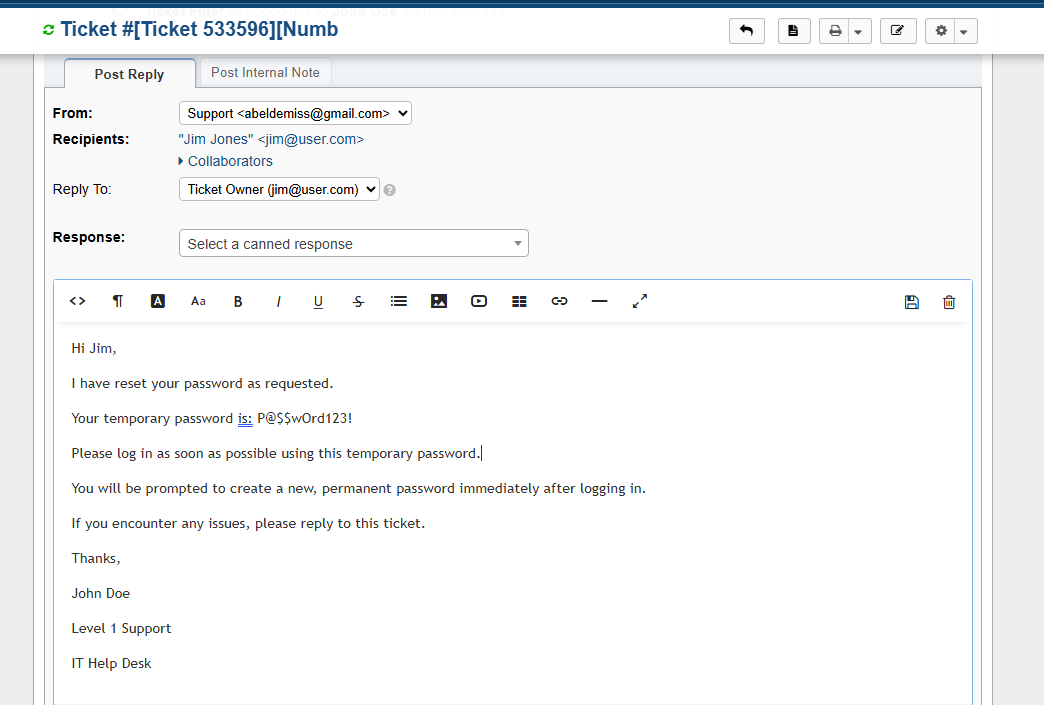 Ticket #[Ticket 533596][Numb
Post Reply
Post Internal Note
From:
Support <abeldemiss@gmail.com>
Recipients:
"Jim Jones" <jim@user.com>
Collaborators
Reply To:
Ticket Owner (jim@user.com)
?
Response:
Select a canned response
<> ¶ A Aa B I U S
Hi Jim,
I have reset your password as requested.
Your temporary password is: P@$$w0rd123!
Please log in as soon as possible using this temporary password.
You will be prompted to create a new, permanent password immediately after logging in.
If you encounter any issues, please reply to this ticket.
Thanks,
John Doe
Level 1 Support
IT Help Desk